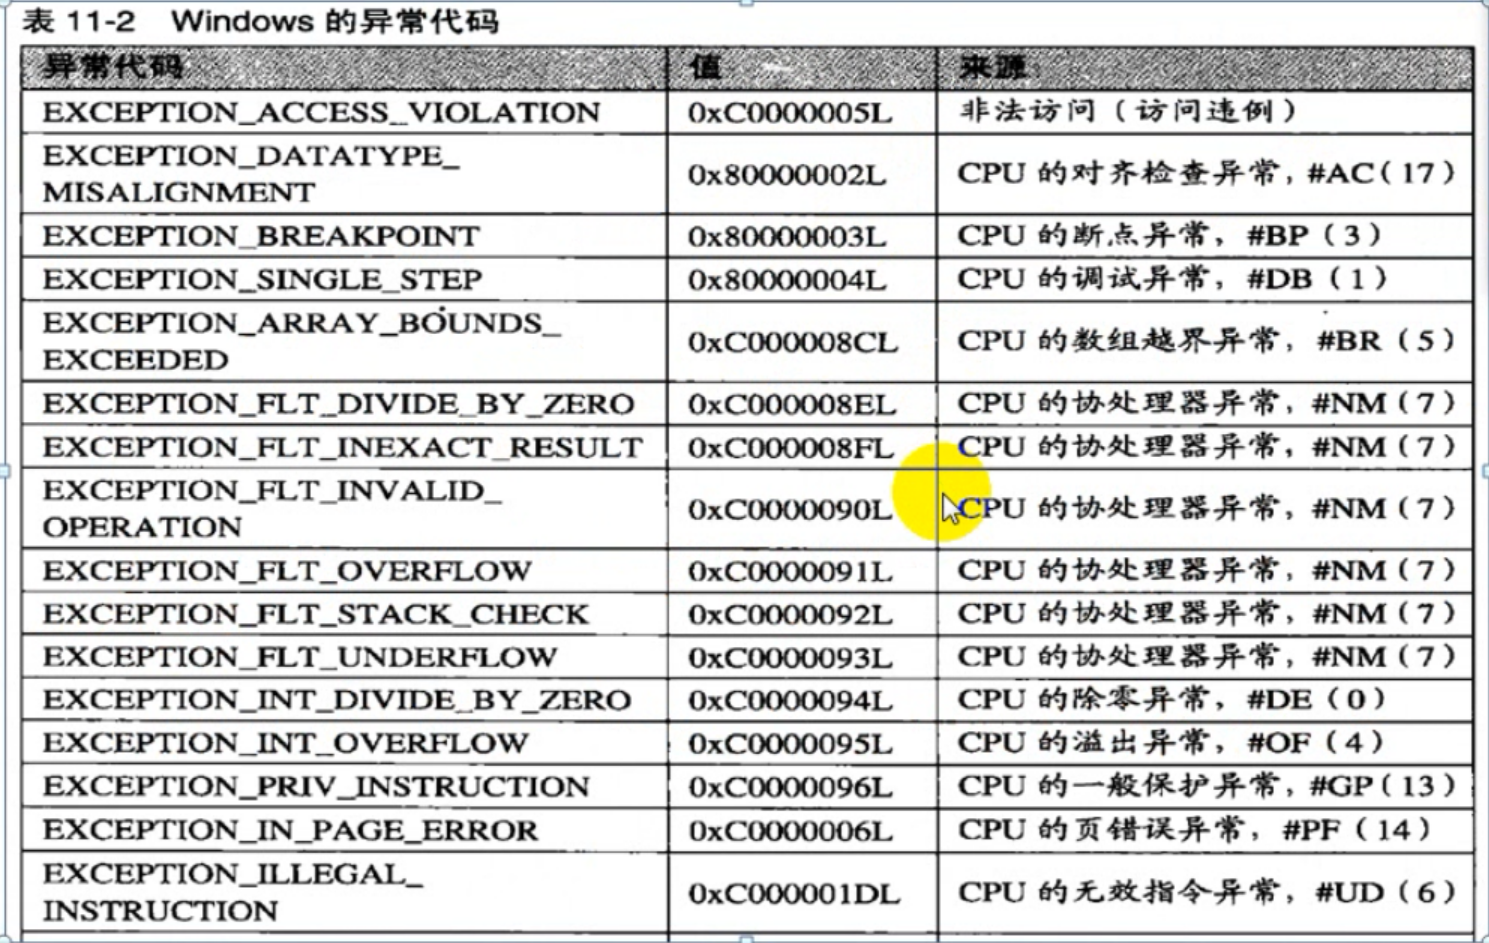 表 11-2 Windows 的异常代码
异常代码 值 来源
EXCEPTION_ACCESS_VIOLATION 0xC0000005L 非法访问（访问违例）
EXCEPTION_DATATYPE_
MISALIGNMENT 0x80000002L CPU 的对齐检查异常，#AC（17）
EXCEPTION_BREAKPOINT 0x80000003L CPU 的断点异常，#BP（3）
EXCEPTION_SINGLE_STEP 0x80000004L CPU 的调试异常，#DB（1）
EXCEPTION_ARRAY_BOUNDS_
EXCEEDED 0xC000008CL CPU 的数组越界异常，#BR（5）
EXCEPTION_FLT_DIVIDE_BY_ZERO 0xC000008EL CPU 的协处理器异常，#NM（7）
EXCEPTION_FLT_INEXACT_RESULT 0xC000008FL CPU 的协处理器异常，#NM（7）
EXCEPTION_FLT_INVALID_
OPERATION 0xC0000090L CPU 的协处理器异常，#NM（7）
EXCEPTION_FLT_OVERFLOW 0xC0000091L CPU 的协处理器异常，#NM（7）
EXCEPTION_FLT_STACK_CHECK 0xC0000092L CPU 的协处理器异常，#NM（7）
EXCEPTION_FLT_UNDERFLOW 0xC0000093L CPU 的协处理器异常，#NM（7）
EXCEPTION_INT_DIVIDE_BY_ZERO 0xC0000094L CPU 的除零异常，#DE（0）
EXCEPTION_INT_OVERFLOW 0xC0000095L CPU 的溢出异常，#OF（4）
EXCEPTION_PRIV_INSTRUCTION 0xC0000096L CPU 的一般保护异常，#GP（13）
EXCEPTION_IN_PAGE_ERROR 0xC0000006L CPU 的页错误异常，#PF（14）
EXCEPTION_ILLEGAL_
INSTRUCTION 0xC000001DL CPU 的无效指令异常，#UD（6）